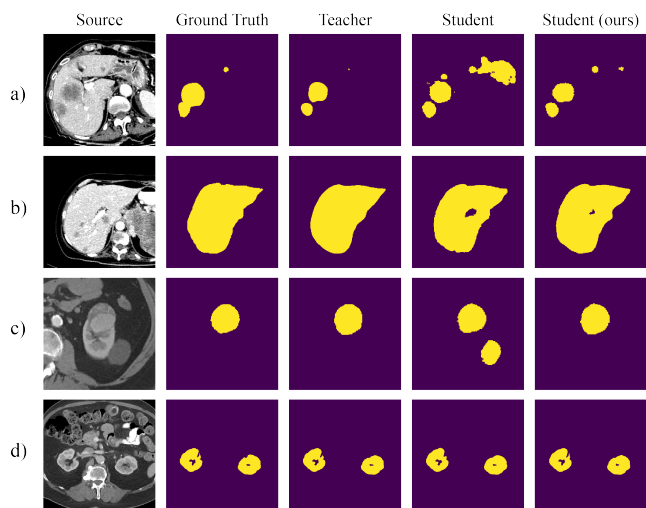 Source Ground Truth Teacher Student Student (ours)
a)
b)
c)
d)